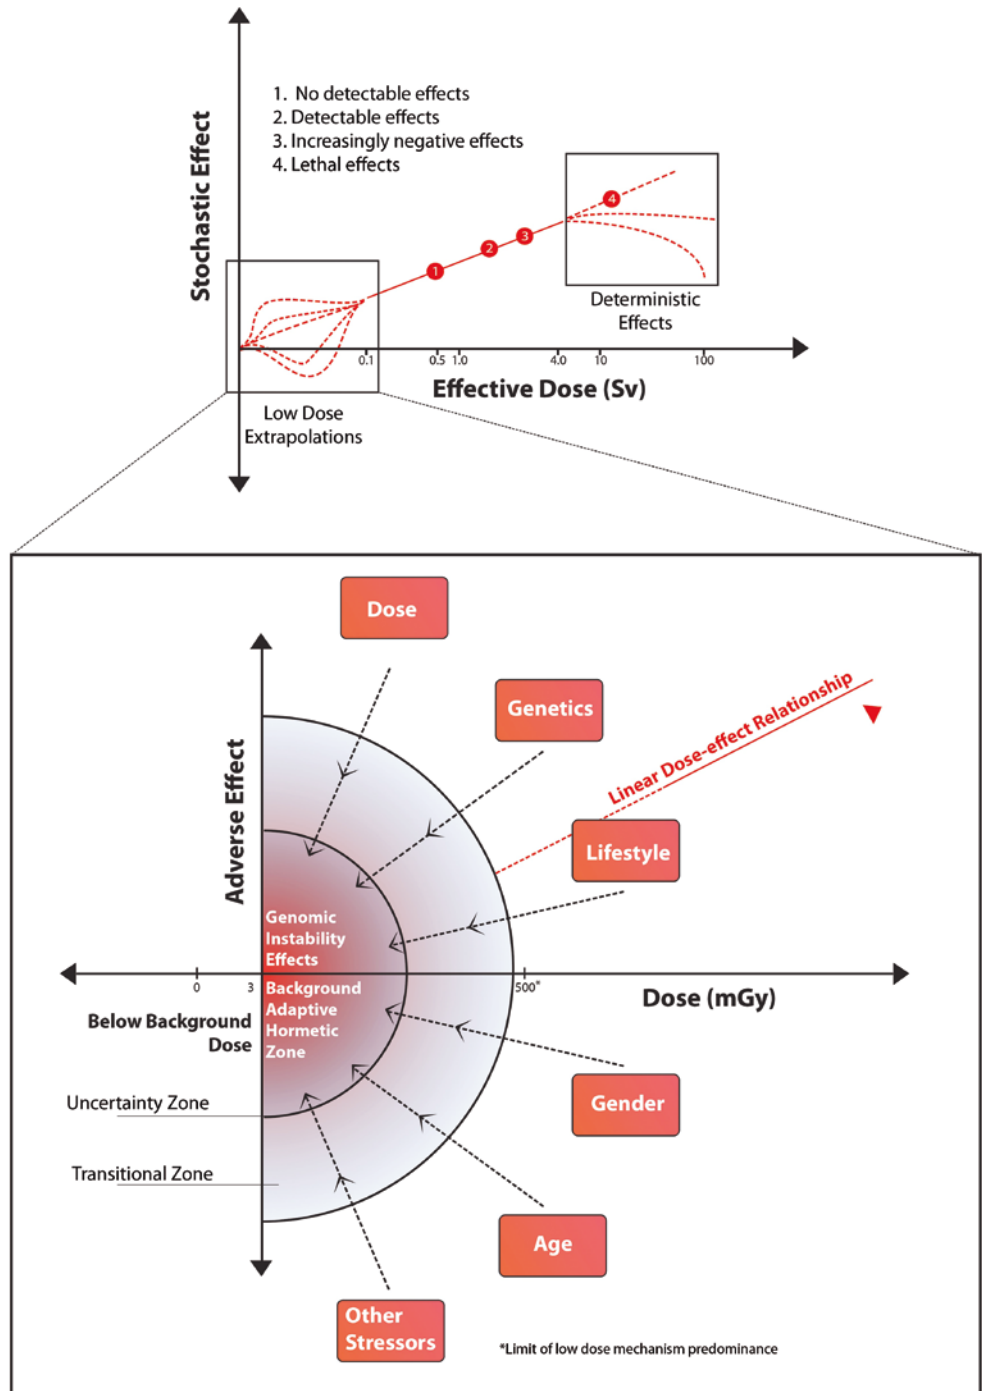 1. No detectable effects
2. Detectable effects
3. Increasingly negative effects
4. Lethal effects
Stochastic Effect
1
2
3
4
Deterministic
Effects
0.1
0.5
1.0
4.0
10
100
Effective Dose (Sv)
Low Dose
Extrapolations
Dose
Genetics
Linear Dose-effect Relationship
Lifestyle
Adverse Effect
Genomic
Instability
Effects
0
3
500*
Background
Adaptive
Hormetic
Zone
Dose (mGy)
Below Background
Dose
Uncertainty Zone
Gender
Transitional Zone
Age
Other
Stressors
*Limit of low dose mechanism predominance